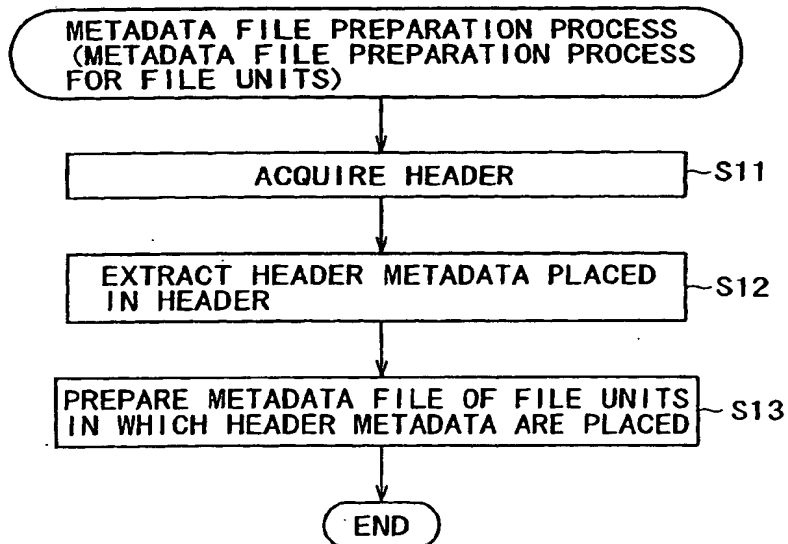 METADATA FILE PREPARATION PROCESS
(METADATA FILE PREPARATION PROCESS
FOR FILE UNITS)
ACQUIRE HEADER
S11
EXTRACT HEADER METADATA PLACED
IN HEADER
S12
PREPARE METADATA FILE OF FILE UNITS
IN WHICH HEADER METADATA ARE PLACED
S13
END